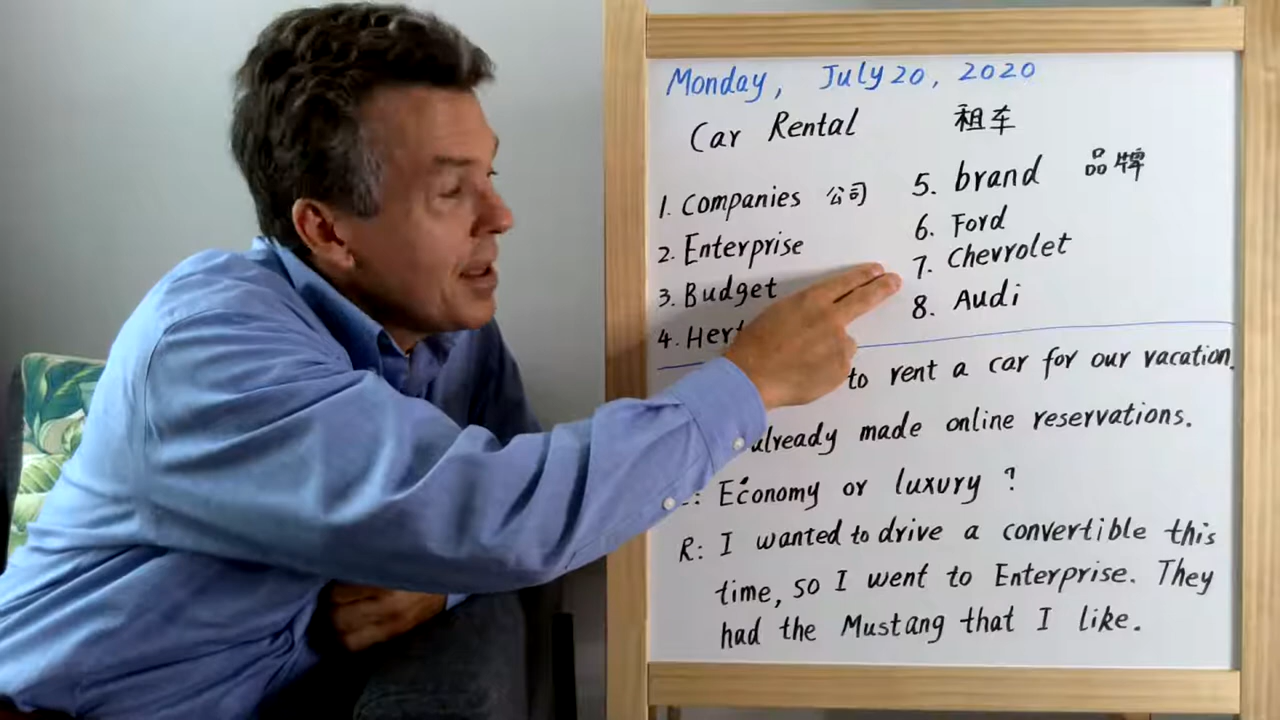 Monday, July 20, 2020
Car Rental 租车
1. Companies 公司
2. Enterprise
3. Budget
4. Hert
5. brand 品牌
6. Ford
7. Chevrolet
8. Audi
to rent a car for our vacation.
already made online reservations.
: Economy or luxury ?
R: I wanted to drive a convertible this
time, so I went to Enterprise. They
had the Mustang that I like.